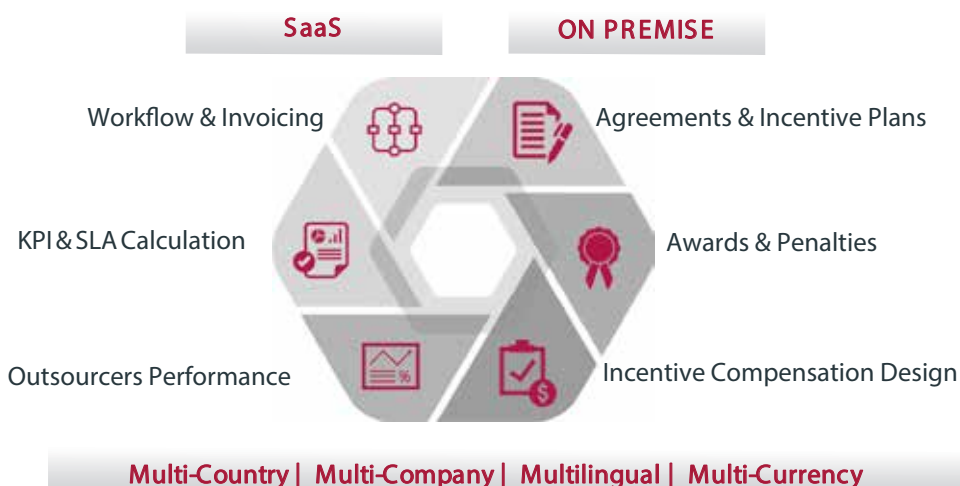 SaaS
ON PREMISE
Workflow & Invoicing
Agreements & Incentive Plans
KPI & SLA Calculation
Awards & Penalties
Outsourcers Performance
Incentive Compensation Design
%
$
Multi-Country | Multi-Company | Multilingual | Multi-Currency